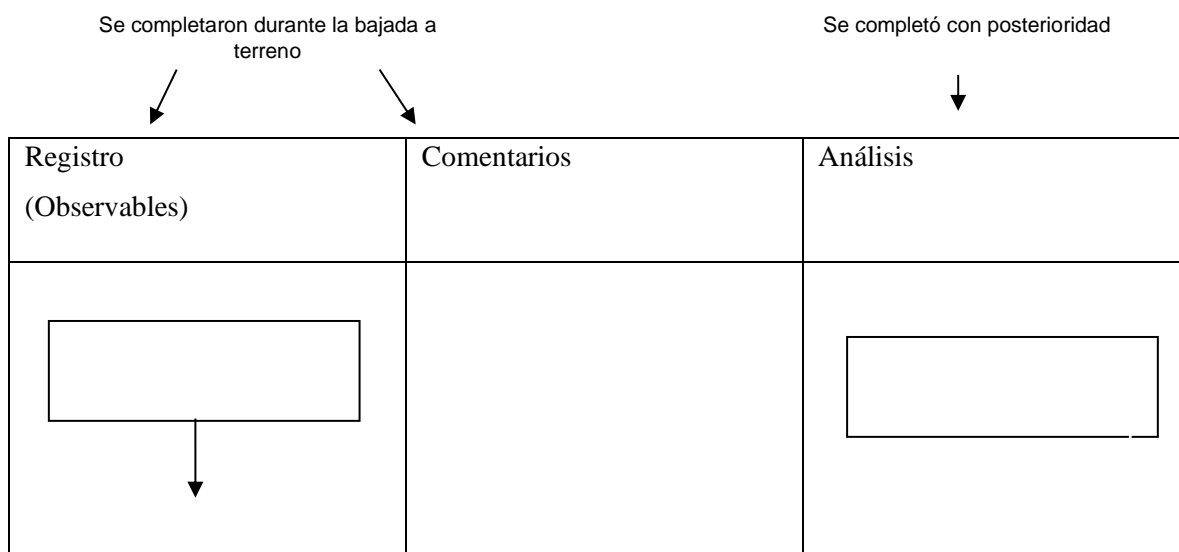 Se completaron durante la bajada a
terreno
Se completó con posterioridad
Registro
(Observables)
Comentarios
Análisis